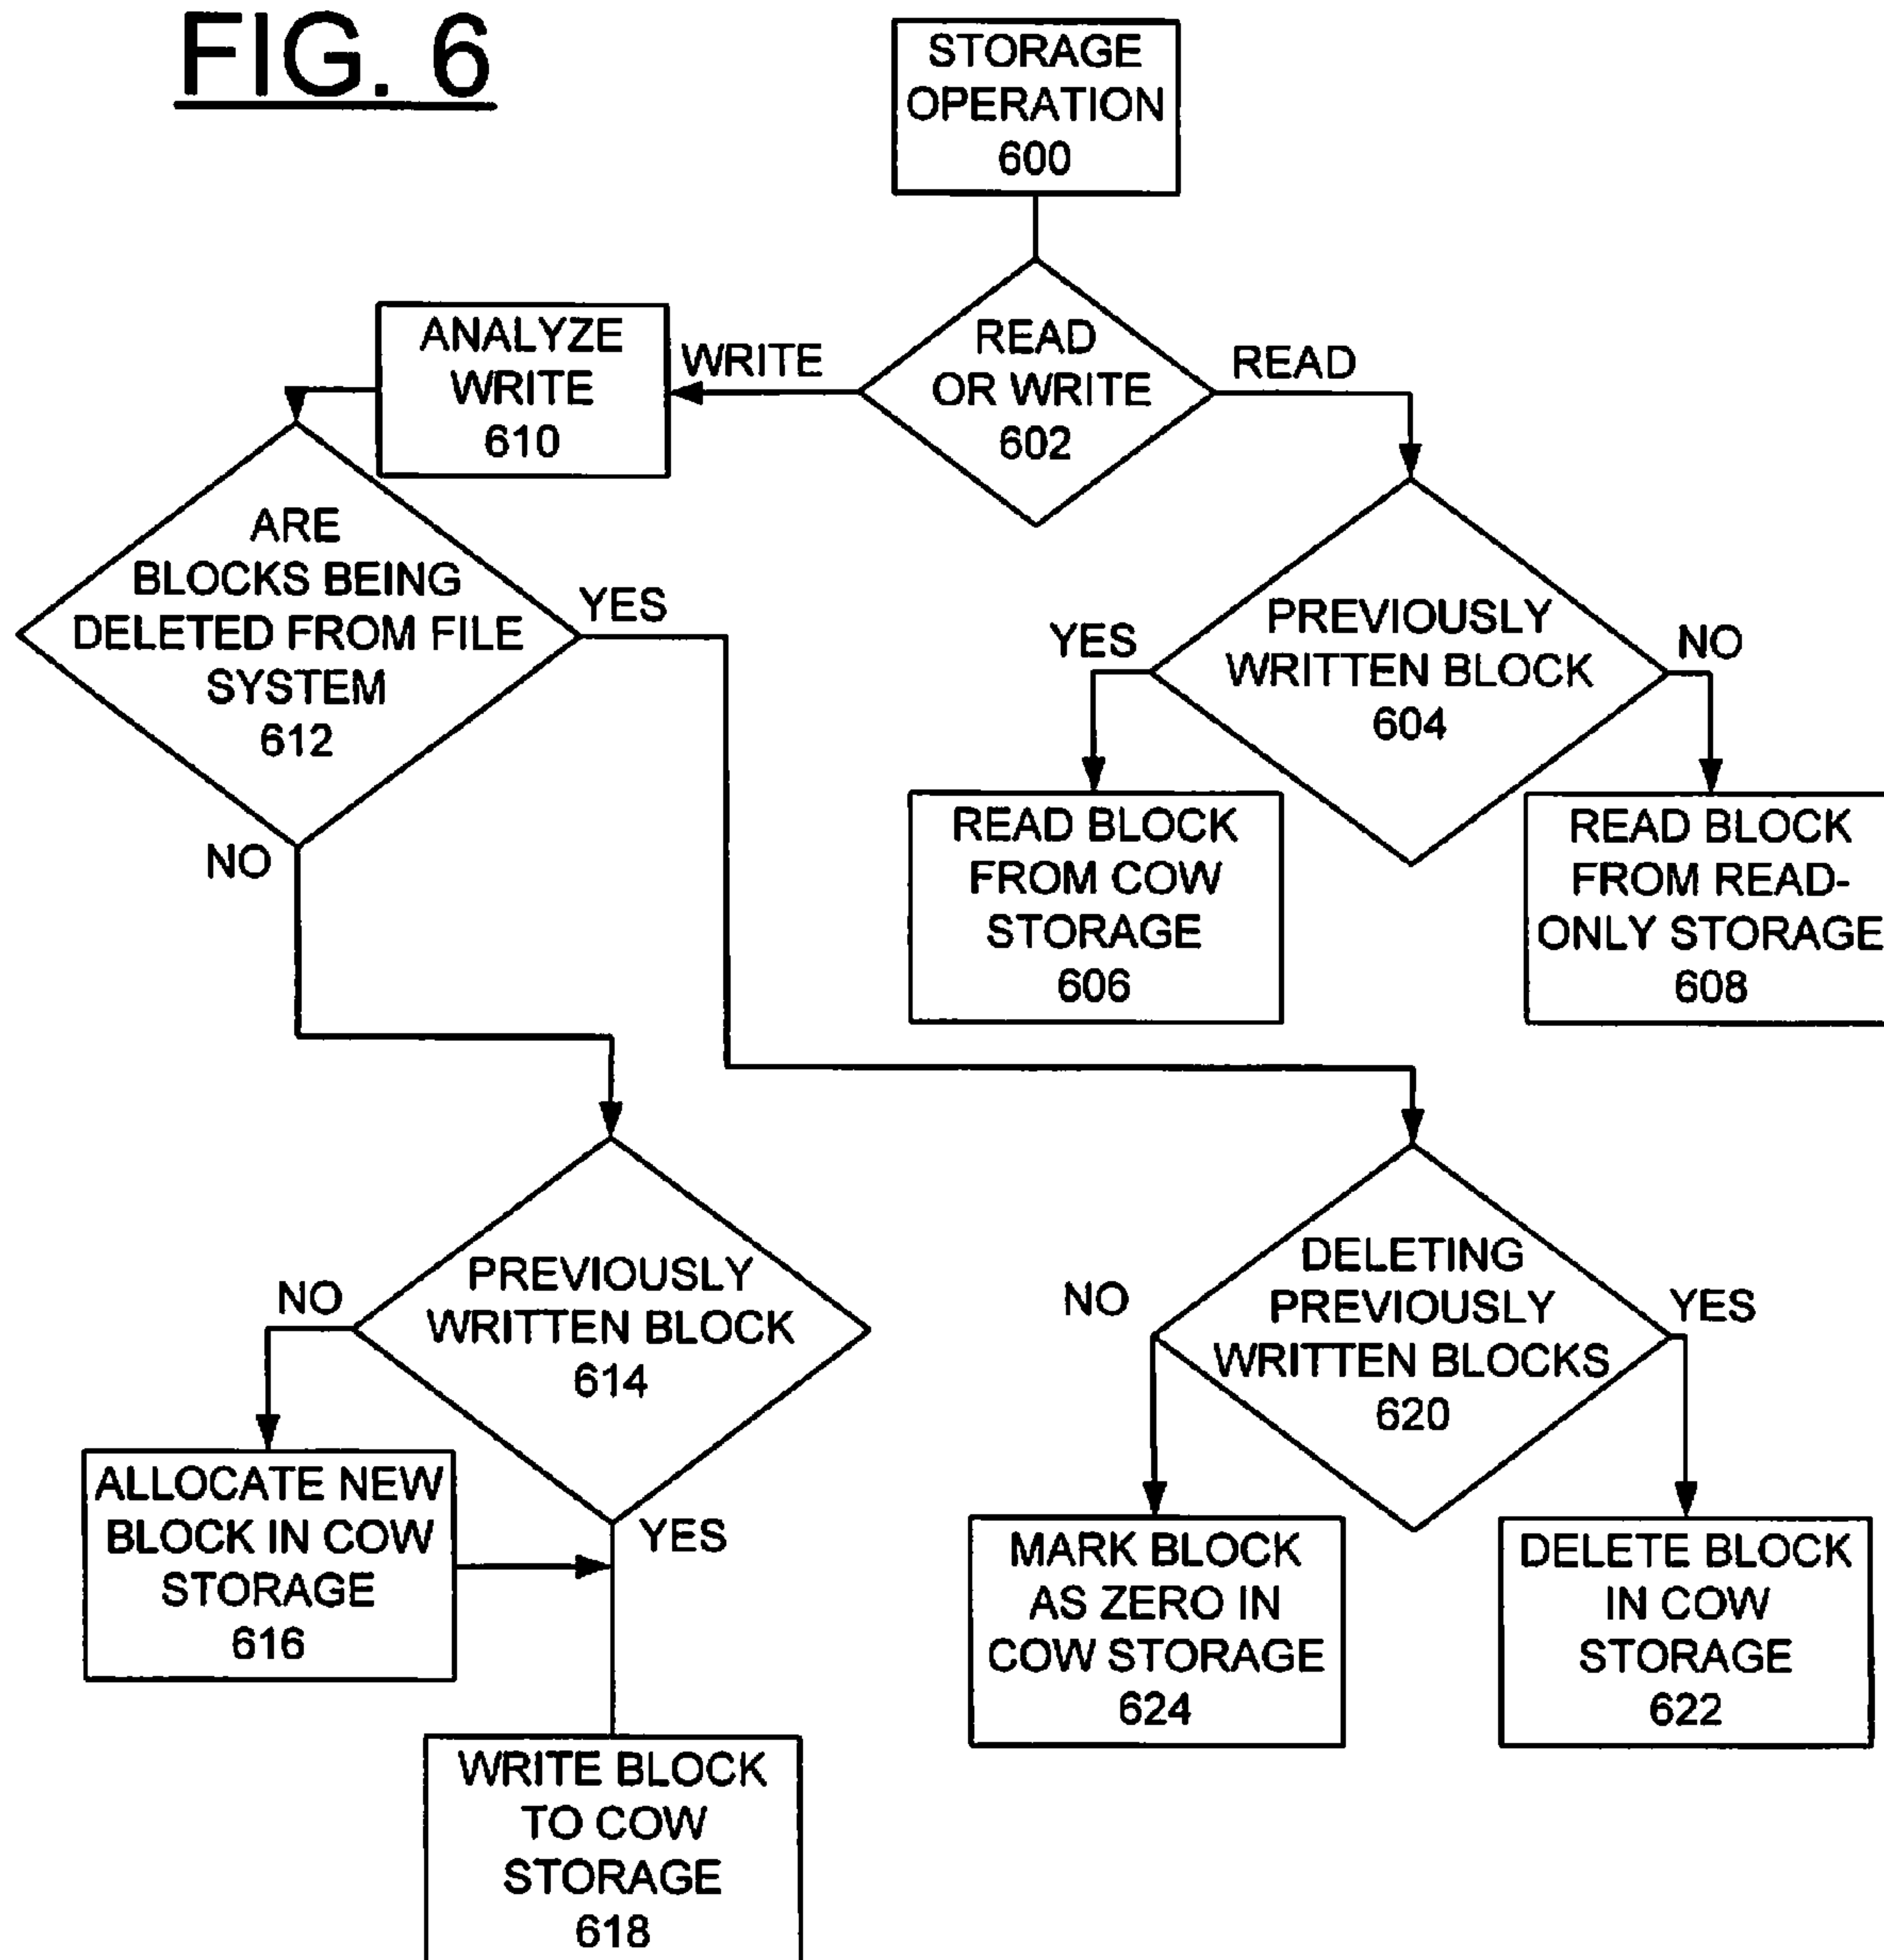 FIG. 6
STORAGE
OPERATION
600
READ
OR WRITE
602
WRITE
READ
ANALYZE
WRITE
610
ARE
BLOCKS BEING
DELETED FROM FILE
SYSTEM
612
YES
NO
PREVIOUSLY
WRITTEN BLOCK
604
YES
NO
READ BLOCK
FROM COW
STORAGE
606
READ BLOCK
FROM READ-
ONLY STORAGE
608
PREVIOUSLY
WRITTEN BLOCK
614
NO
YES
ALLOCATE NEW
BLOCK IN COW
STORAGE
616
WRITE BLOCK
TO COW
STORAGE
618
DELETING
PREVIOUSLY
WRITTEN BLOCKS
620
NO
YES
MARK BLOCK
AS ZERO IN
COW STORAGE
624
DELETE BLOCK
IN COW
STORAGE
622